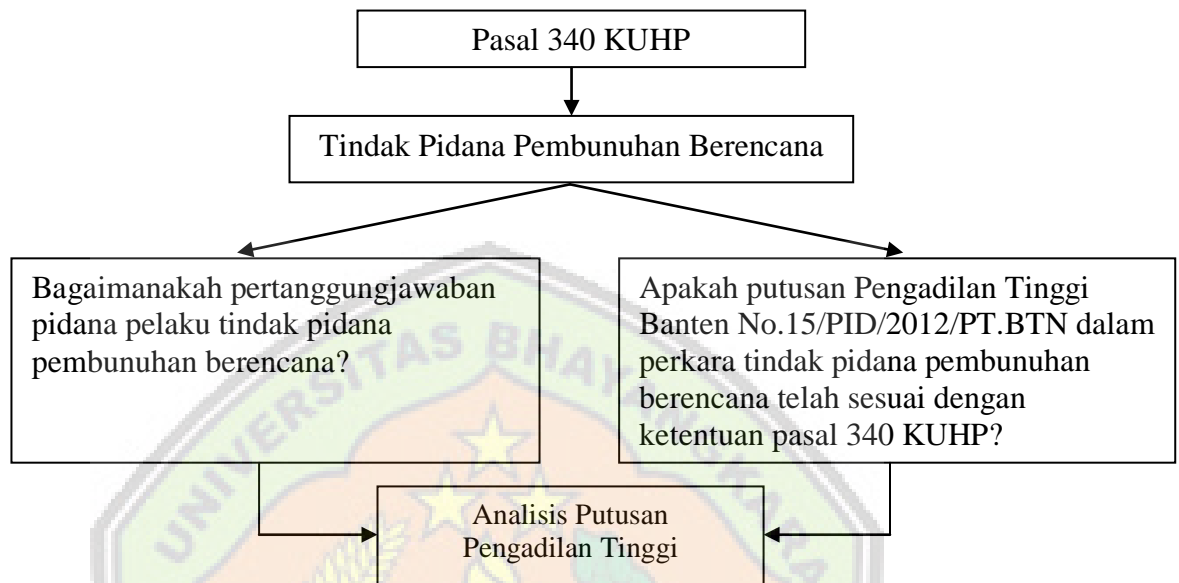 Pasal 340 KUHP
Tindak Pidana Pembunuhan Berencana
Bagaimanakah pertanggungjawaban
pidana pelaku tindak pidana
pembunuhan berencana?
Apakah putusan Pengadilan Tinggi
Banten No.15/PID/2012/PT.BTN dalam
perkara tindak pidana pembunuhan
berencana telah sesuai dengan
ketentuan pasal 340 KUHP?
Analisis Putusan
Pengadilan Tinggi
UNIVERSITAS BHAYANGKARA